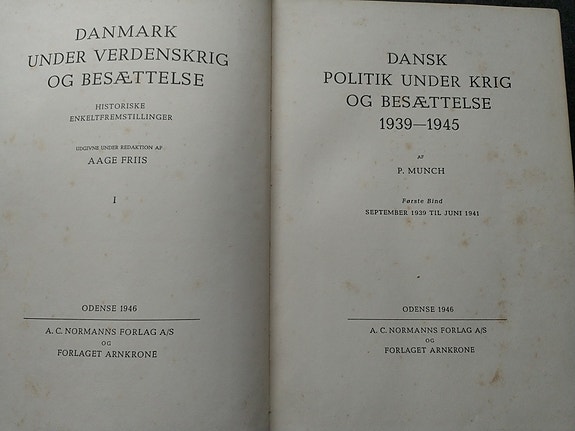 DANMARK
UNDER VERDENSKRIG
OG BESÆTTELSE
HISTORISKE
ENKELTFREMSTILLINGER
UDGIVNE UNDER REDAKTION AF
AAGE FRIIS
I
ODENSE 1946
A. C. NORMANNS FORLAG A/S
OG
FORLAGET ARNKRONE
DANSK
POLITIK UNDER KRIG
OG BESÆTTELSE
1939—1945
AF
P. MUNCH
Første Bind
SEPTEMBER 1939 TIL JUNI 1941
ODENSE 1946
A. C. NORMANNS FORLAG A/S
OG
FORLAGET ARNKRONE